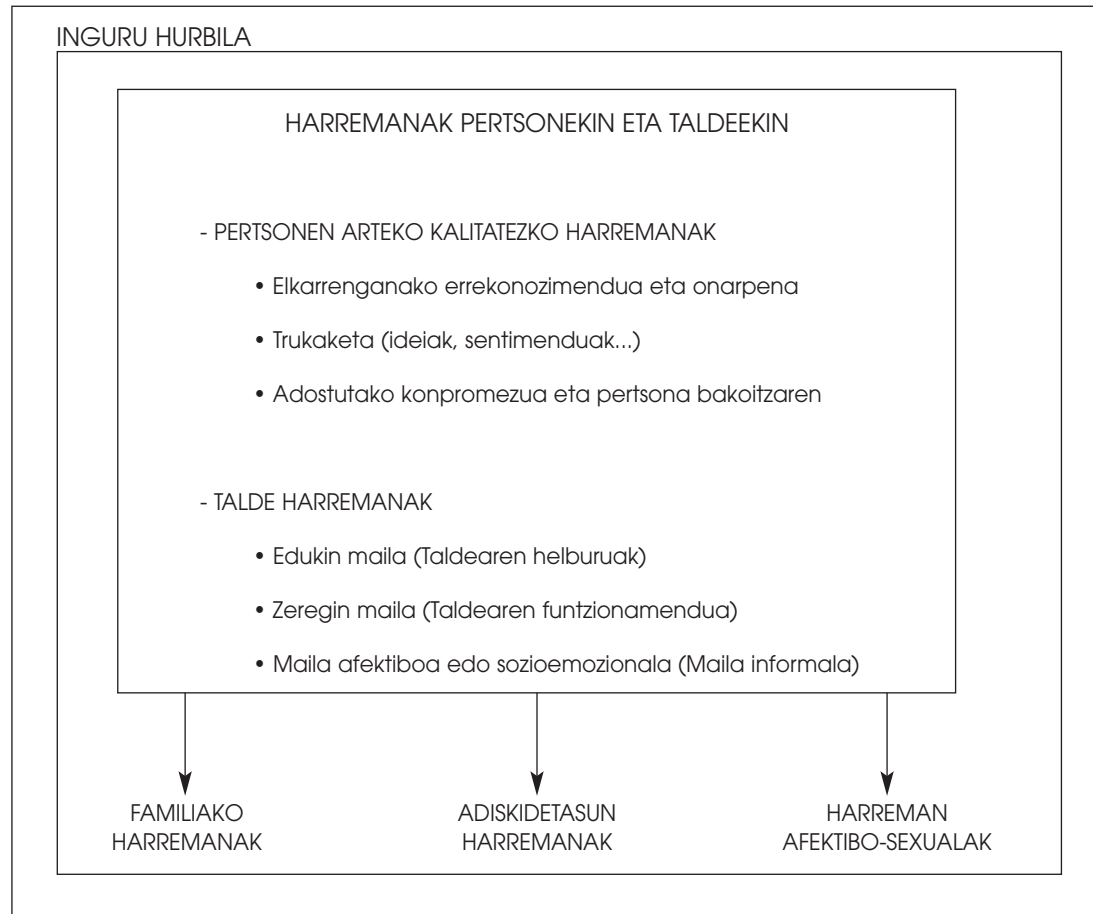 INGURU HURBILA
HARREMANAK PERTSONEKIN ETA TALDEEKIN
- PERTSONEN ARTEKO KALITATEZKO HARREMANAK
• Elkarrenganako errekonozimendua eta onarpena
• Trukaketa (ideiak, sentimenduak...)
• Adostutako konpromezua eta pertsona bakoitzaren
- TALDE HARREMANAK
• Edukin maila (Taldearen helburuak)
• Zeregin maila (Taldearen funtzionamendua)
• Maila afektiboa edo sozioemozionala (Maila informala)
FAMILIAKO
HARREMANAK
ADISKIDETASUN
HARREMANAK
HARREMAN
AFEKTIBO-SEXUALAK